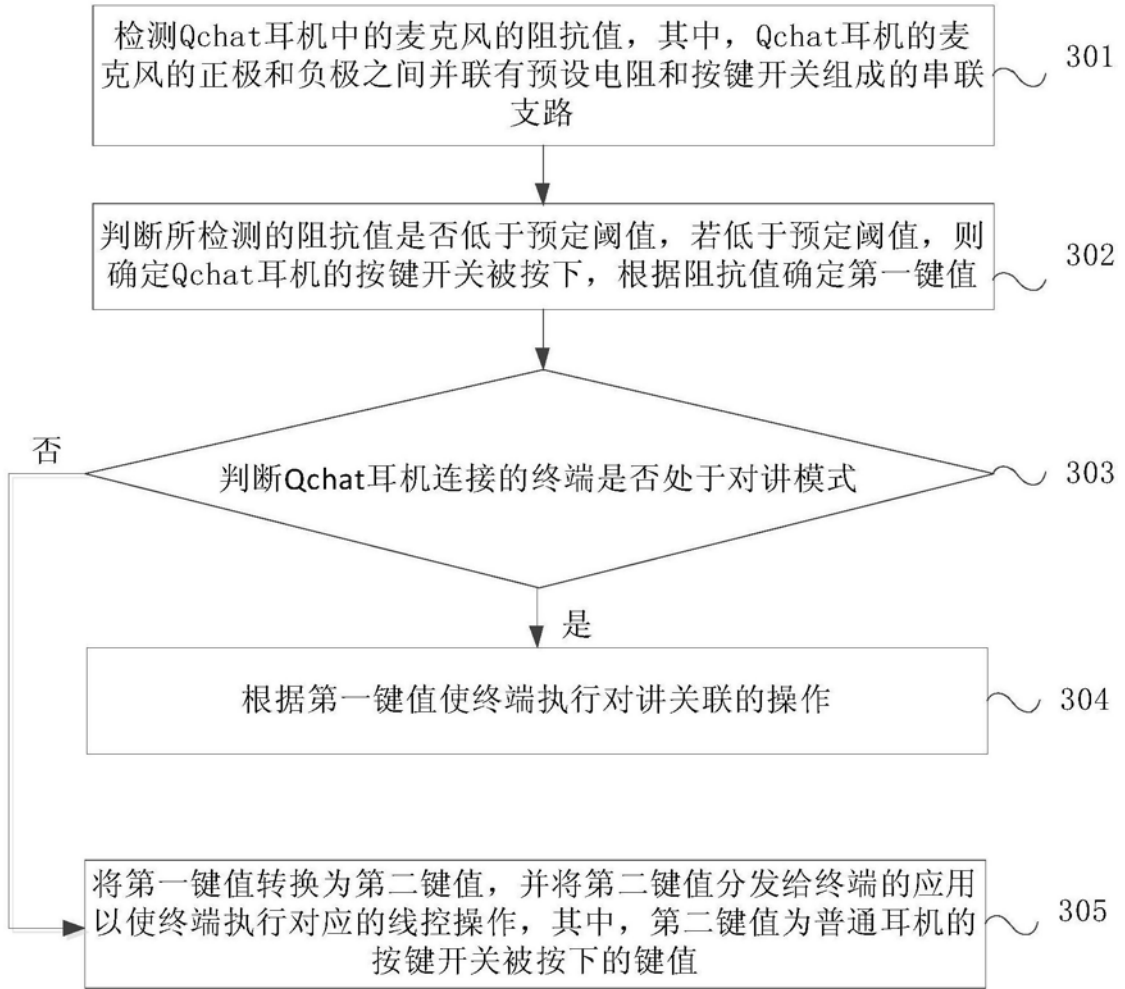 检测Qchat耳机中的麦克风的阻抗值，其中，Qchat耳机的麦
克风的正极和负极之间并联有预设电阻和按键开关组成的串联
支路
301
判断所检测的阻抗值是否低于预定阈值，若低于预定阈值，则
确定Qchat耳机的按键开关被按下，根据阻抗值确定第一键值
302
否
判断Qchat耳机连接的终端是否处于对讲模式
303
是
根据第一键值使终端执行对讲关联的操作
304
将第一键值转换为第二键值，并将第二键值分发给终端的应用
以使终端执行对应的线控操作，其中，第二键值为普通耳机的
按键开关被按下的键值
305